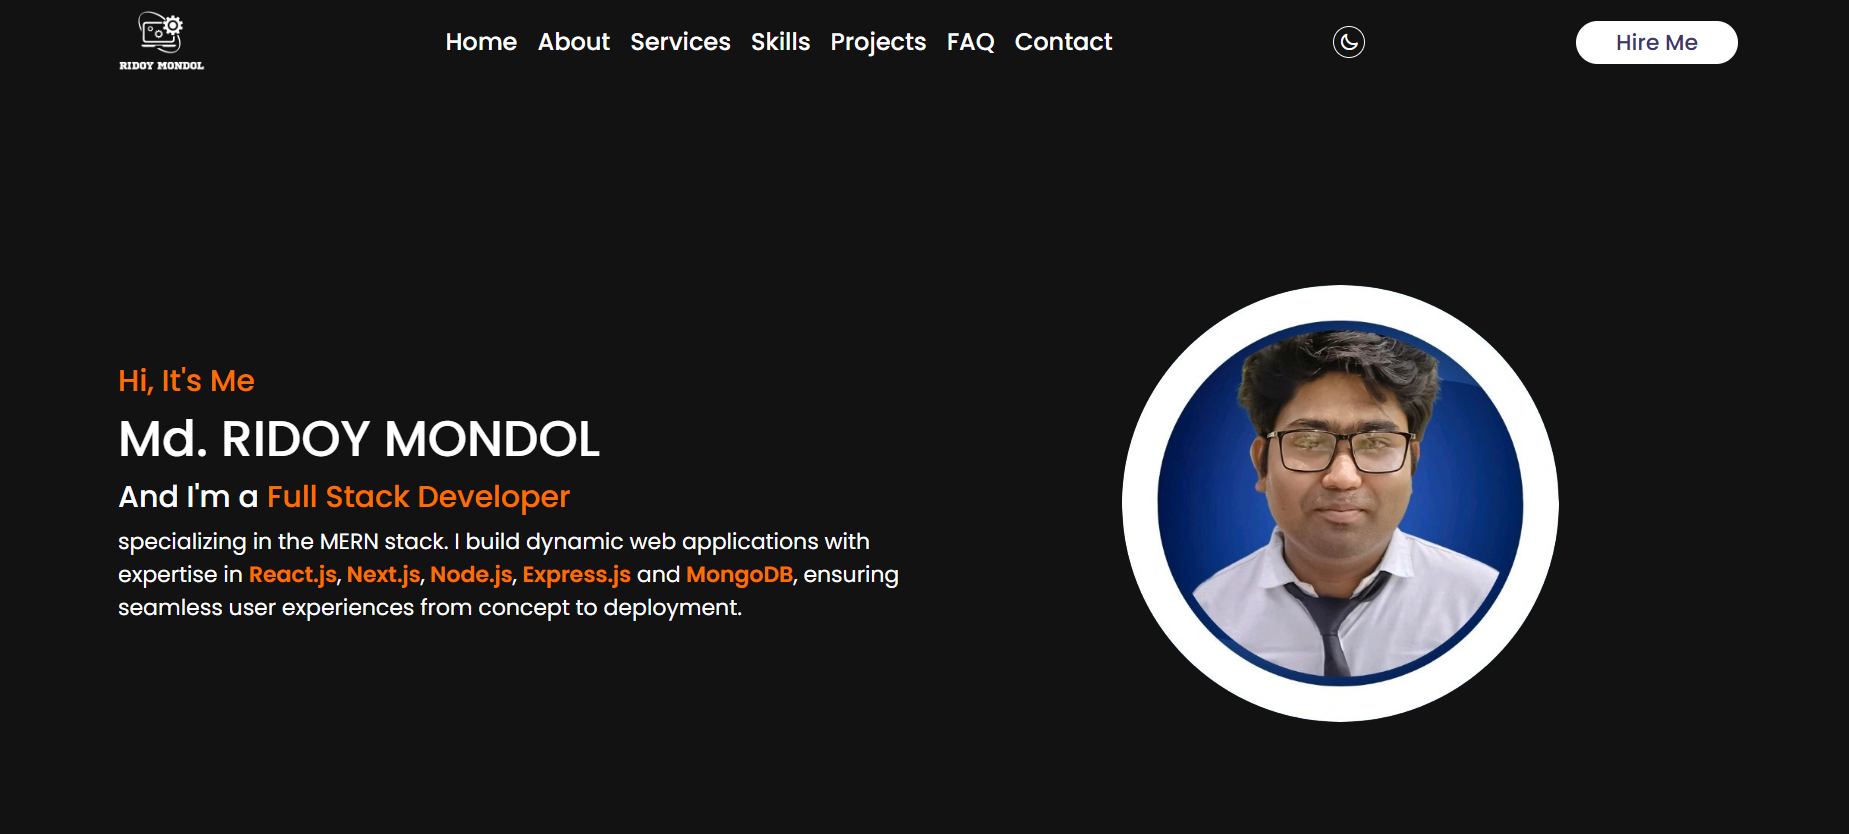 RIDOY MONDOL
Home About Services Skills Projects FAQ Contact
Hire Me
Hi, It's Me
Md. RIDOY MONDOL
And I'm a Full Stack Developer
specializing in the MERN stack. I build dynamic web applications with
expertise in React.js, Next.js, Node.js, Express.js and MongoDB, ensuring
seamless user experiences from concept to deployment.